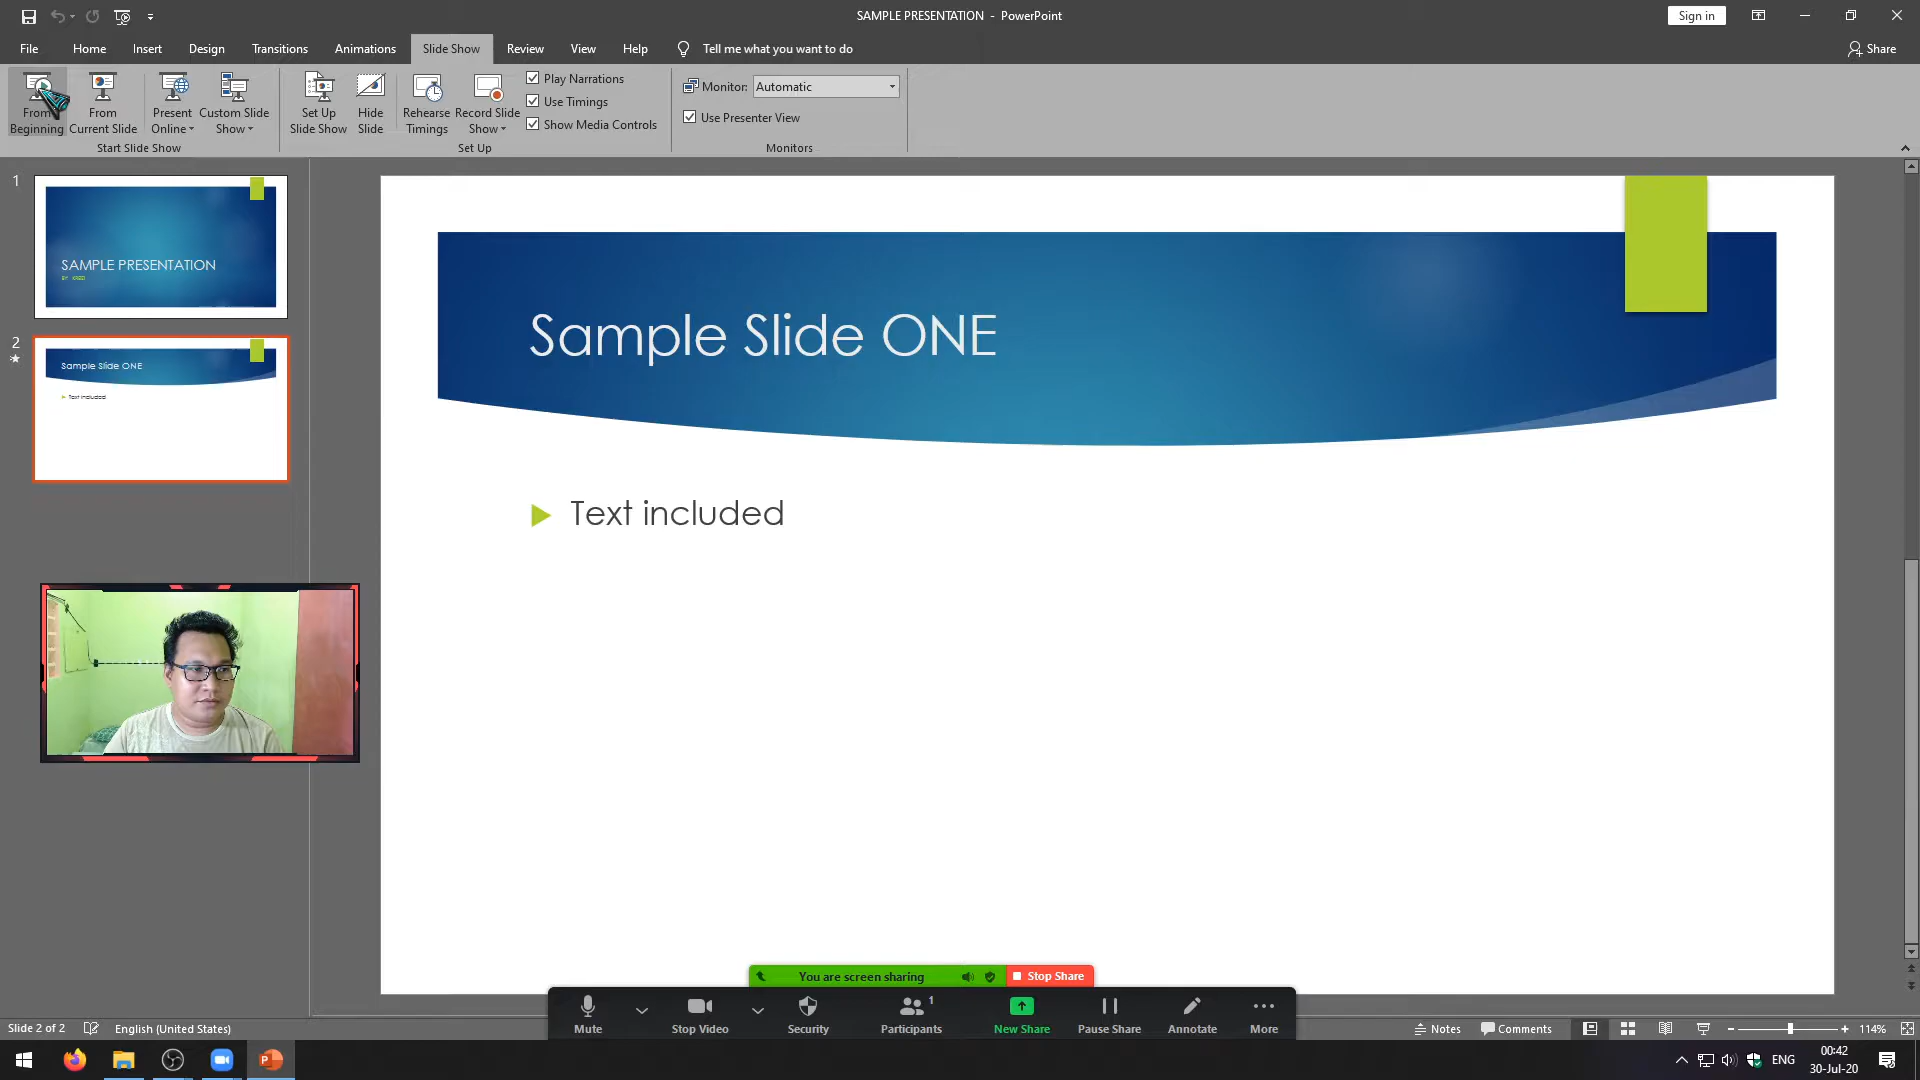 SAMPLE PRESENTATION - PowerPoint
Sign in
File Home Insert Design Transitions Animations Slide Show Review View Help Tell me what you want to do Share
From Beginning
From Current Slide
Present Online
Custom Slide Show
Start Slide Show
Set Up Slide Show
Hide Slide
Rehearse Timings
Record Slide Show
Play Narrations
Use Timings
Show Media Controls
Set Up
Monitor: Automatic
Use Presenter View
Monitors
1
SAMPLE PRESENTATION
2
Sample Slide ONE
Text included
Sample Slide ONE
Text included
You are screen sharing Stop Share
Mute Stop Video Security Participants 1 New Share Pause Share Annotate More
Slide 2 of 2 English (United States) Notes Comments 114%
ENG
00:42
30-Jul-20